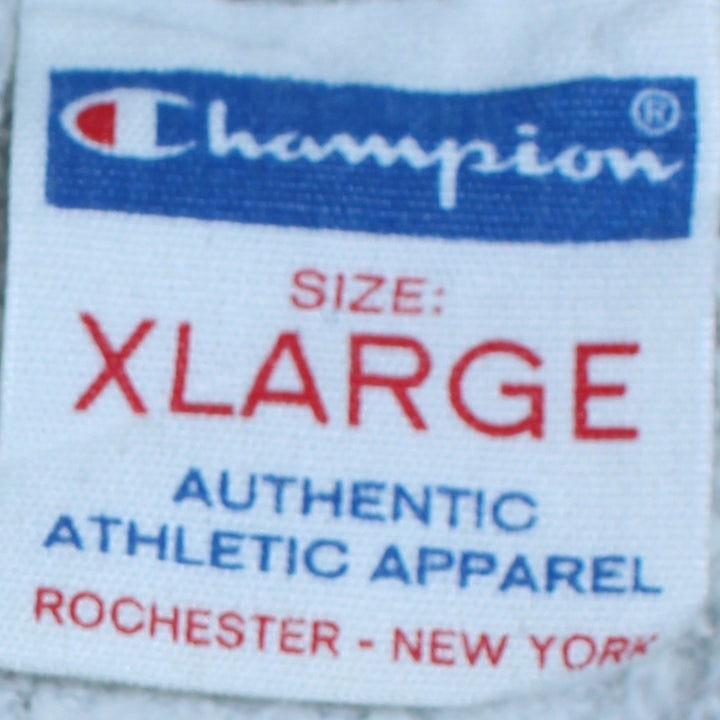 Champion®
SIZE:
XLARGE
AUTHENTIC
ATHLETIC APPAREL
ROCHESTER - NEW YORK